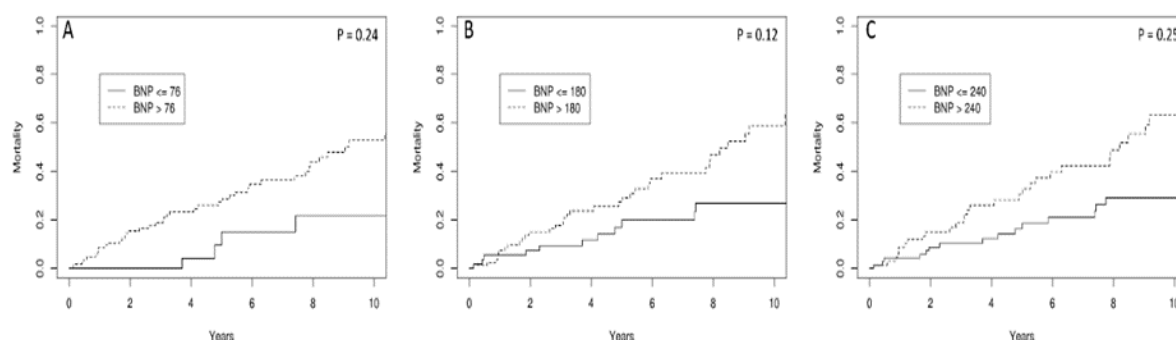 A
P = 0.24
1.0
0.8
0.6
0.4
0.2
0.0
Mortality
BNP <= 76
BNP > 76
0 2 4 6 8 10
Years
B
P = 0.12
1.0
0.8
0.6
0.4
0.2
0.0
Mortality
BNP <= 180
BNP > 180
0 2 4 6 8 10
Years
C
P = 0.25
1.0
0.8
0.6
0.4
0.2
0.0
Mortality
BNP <= 240
BNP > 240
0 2 4 6 8 10
Years